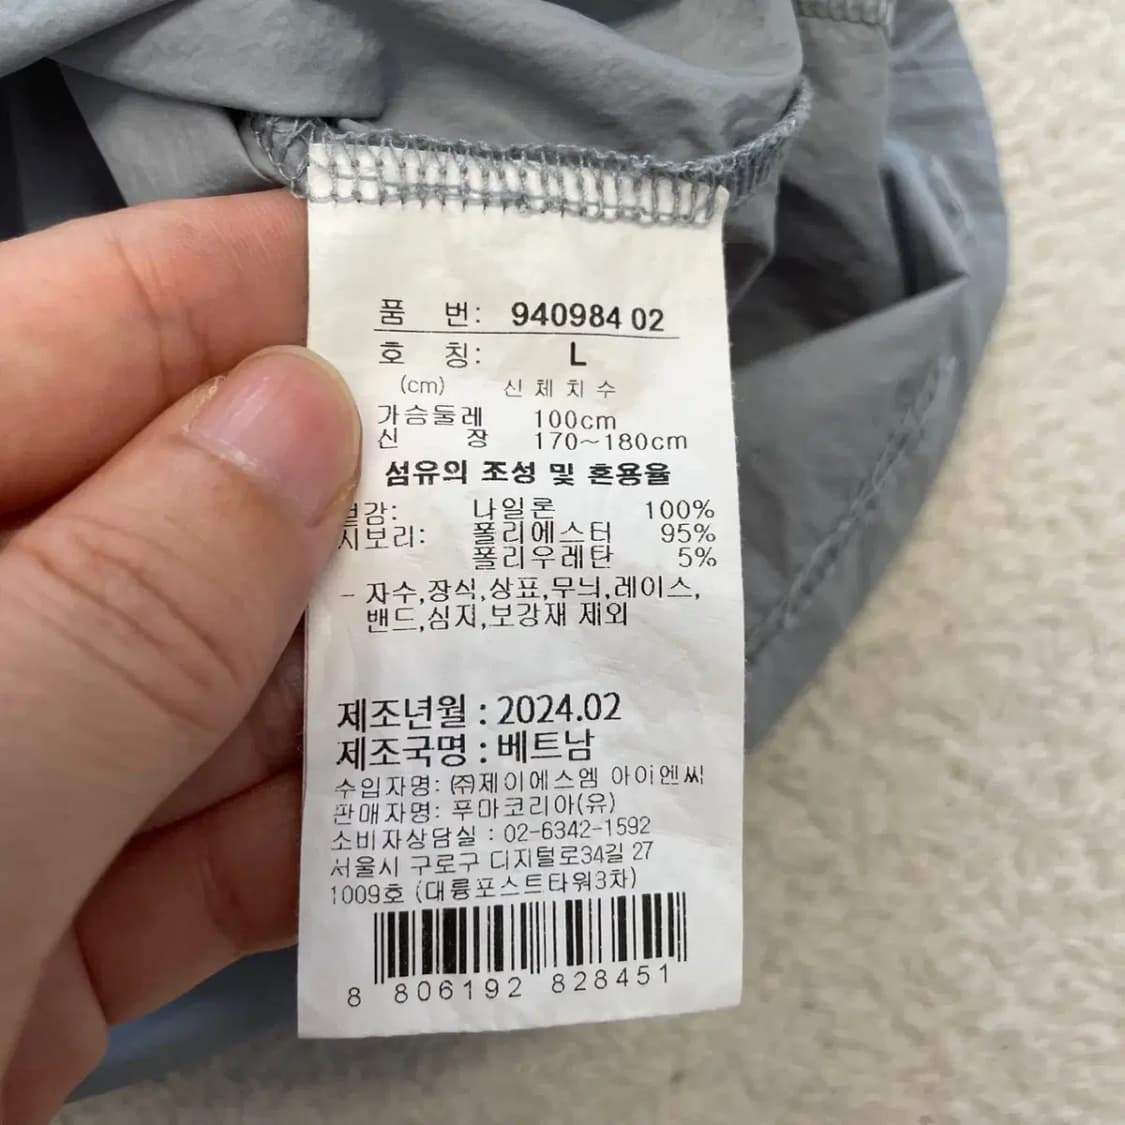 품 번: 940984 02
호 칭: L
(cm) 신체치수
가슴둘레 100cm
신 장 170~180cm
섬유의 조성 및 혼용율
나일론 100%
폴리에스터 95%
폴리우레탄 5%
- 자수,장식,상표,무늬,레이스,
밴드,심지,보강재 제외
제조년월 : 2024.02
제조국명 : 베트남
수입자명: ㈜제이에스엠 아이엔씨
판매자명: 푸마코리아(유)
소비자상담실 : 02-6342-1592
서울시 구로구 디지털로34길 27
1009호 (대륭포스트타워3차)
8 806192 828451